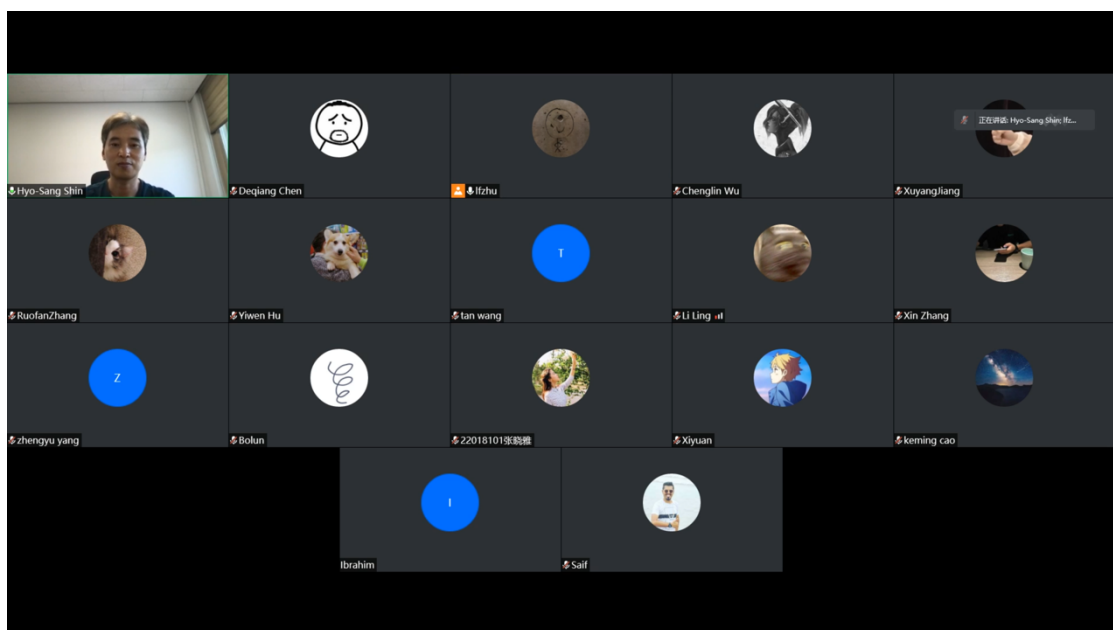 正在讲话: Hyo-Sang Shin; lfz...
Hyo-Sang Shin
Deqiang Chen
lfzhu
Chenglin Wu
XuyangJiang
RuofanZhang
Yiwen Hu
T
tan wang
Li Ling
Xin Zhang
Z
zhengyu yang
Bolun
22018101张晓雅
Xiyuan
keming cao
I
Ibrahim
Saif